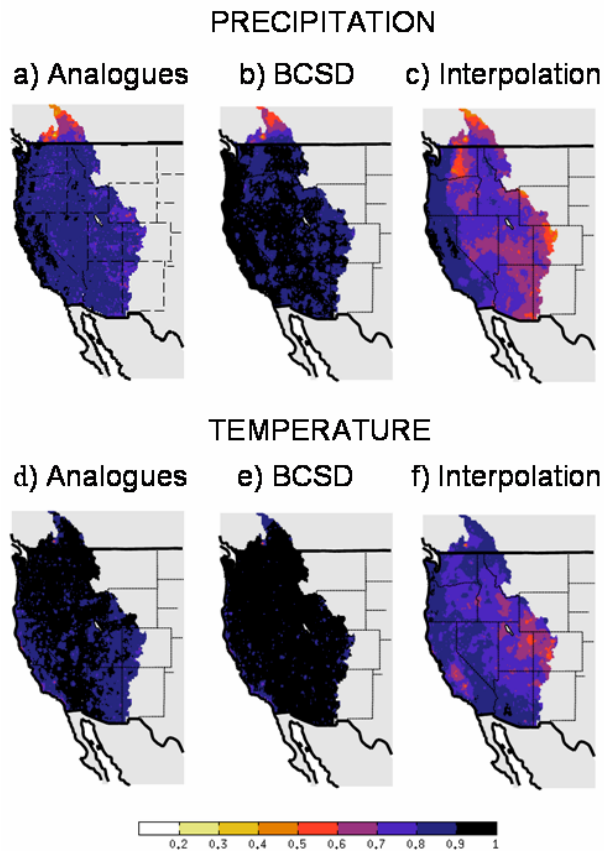 PRECIPITATION
a) Analogues b) BCSD c) Interpolation
TEMPERATURE
d) Analogues e) BCSD f) Interpolation
0.2 0.3 0.4 0.5 0.6 0.7 0.8 0.9 1